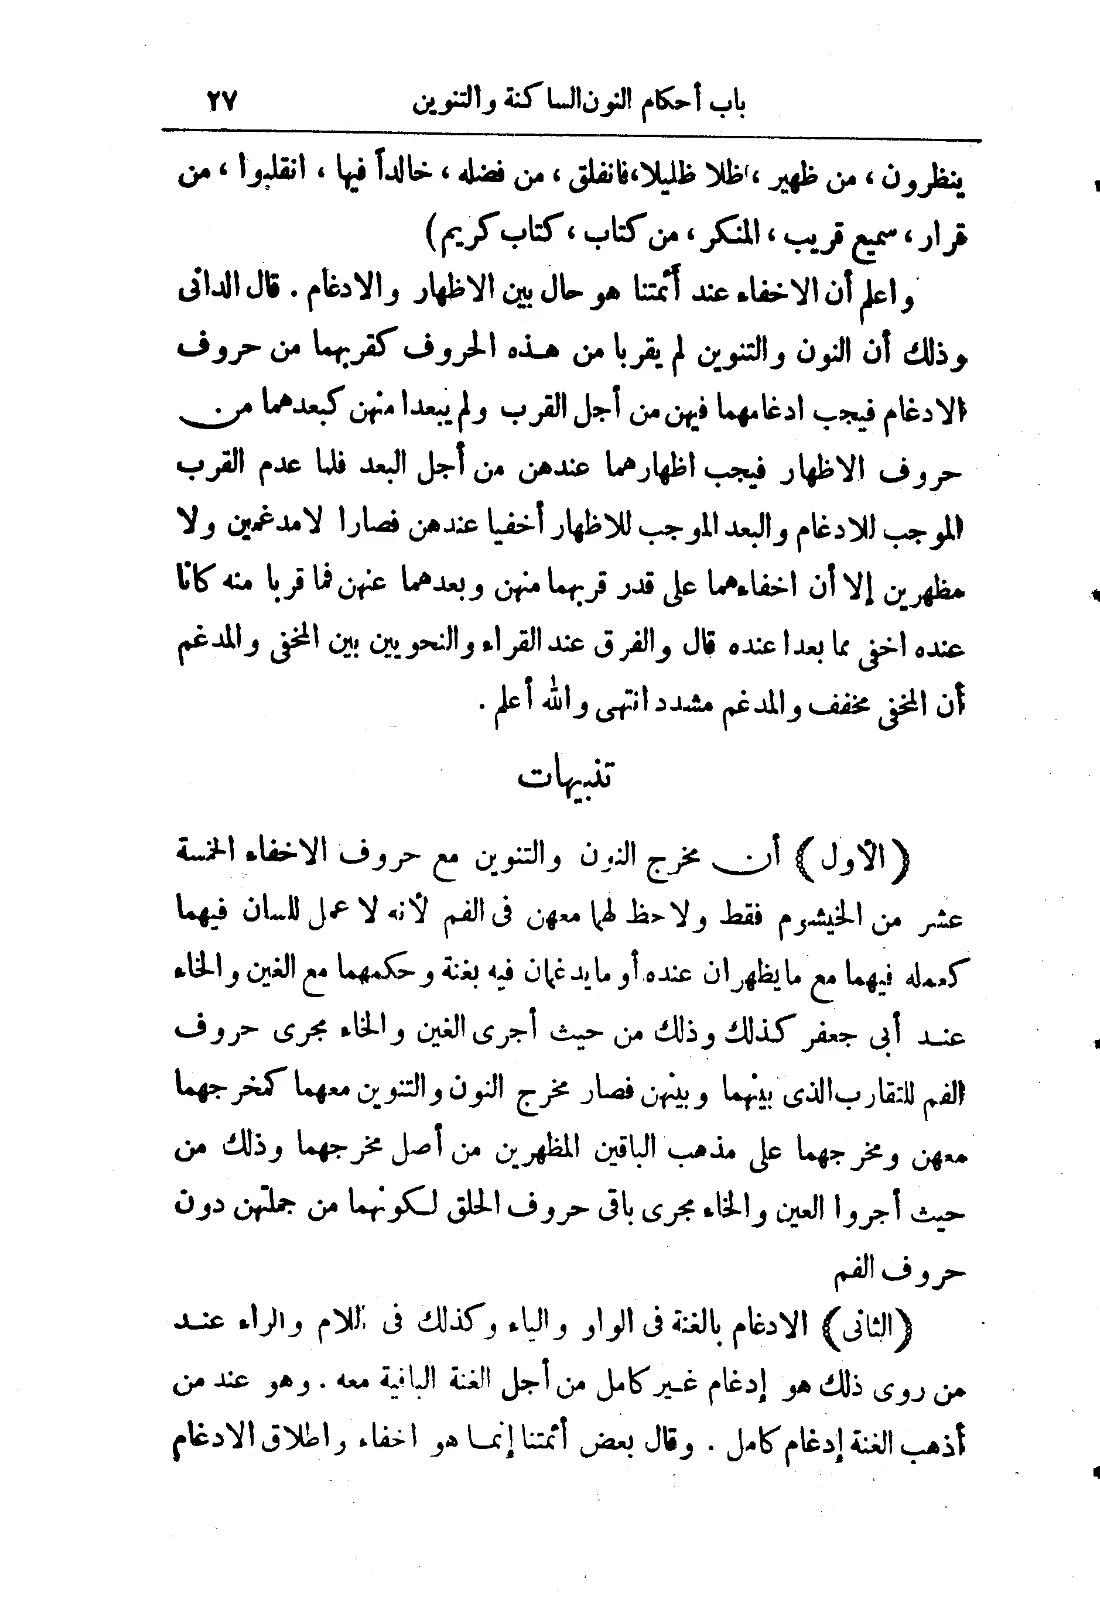 باب أحكام النون الساكنة والتنوين ٢٧
ينظرون ، من ظهير ، ظلا ظليلا ، فانفلق ، من فضله ، خالداً فيها ، انقلبوا ، من
قرار ، سميع قريب ، المنكر ، من كتاب ، كتاب كريم )
واعلم أن الاخفاء عند أئمتنا هو حال بين الاظهار والادغام . قال الدانى
وذلك أن النون والتنوين لم يقربا من هذه الحروف كقربهما من حروف
الادغام فيجب ادغامهما فيهن من أجل القرب ولم يبعدا منهن كبعدهما من
حروف الاظهار فيجب اظهارهما عندهن من أجل البعد فلما عدم القرب
الموجب للادغام والبعد الموجب للاظهار أخفيا عندهن فصارا لا مدغمين ولا
مظهرين إلا أن اخفاءهما على قدر قربهما منهن وبعدهما عنهن فما قربا منه كانا
عنده اخفى مما بعدا عنده قال والفرق عند القراء والنحويين بين المخفى والمدغم
أن المخفى مخفف والمدغم مشدد انتهى والله أعلم .
تنبيهات
( الأول ) أن مخرج النون والتنوين مع حروف الاخفاء الخمسة
عشر من الخيشوم فقط ولا حظ لهما معهن فى الفم لأنه لا عمل للسان فيهما
كعمله فيهما مع ما يظهران عنده أو ما يدغمان فيه بغنة وحكمهما مع الغين والخاء
عند أبى جعفر كذلك وذلك من حيث أجرى الغين والخاء مجرى حروف
الفم للتقارب الذى بينهما وبينهن فصار مخرج النون والتنوين معهما كمخرجهما
معهن ومخرجهما على مذهب الباقين المظهرين من أصل مخرجهما وذلك من
حيث أجروا العين والخاء مجرى باقى حروف الحلق لكونهما من جملتهن دون
حروف الفم
( الثانى ) الادغام بالغنة فى الواو والياء وكذلك فى اللام والراء عند
من روى ذلك هو إدغام غير كامل من أجل الغنة الباقية معه . وهو عند من
أذهب الغنة إدغام كامل . وقال بعض أئمتنا إنما هو اخفاء واطلاق الادغام